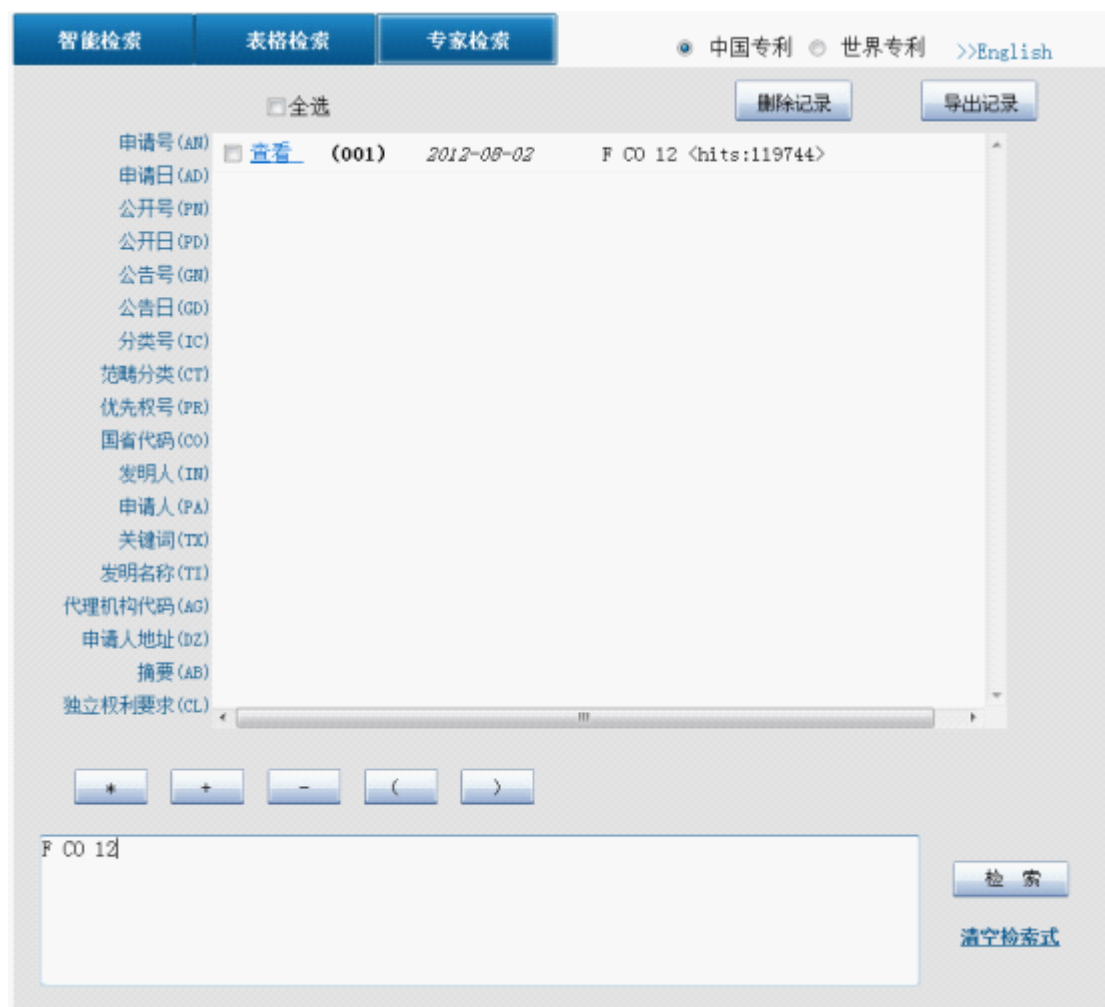 智能检索 表格检索 专家检索 中国专利 世界专利 >>English
全选 删除记录 导出记录
查看 (001) 2012-08-02 F CO 12 <hits:119744>
申请号(AN)
申请日(AD)
公开号(PN)
公开日(PD)
公告号(GN)
公告日(GD)
分类号(IC)
范畴分类(CT)
优先权号(PR)
国省代码(CO)
发明人(IN)
申请人(PA)
关键词(TX)
发明名称(TI)
代理机构代码(AG)
申请人地址(DZ)
摘要(AB)
独立权利要求(CL)
* + - ( )
F CO 12
检 索
清空检索式